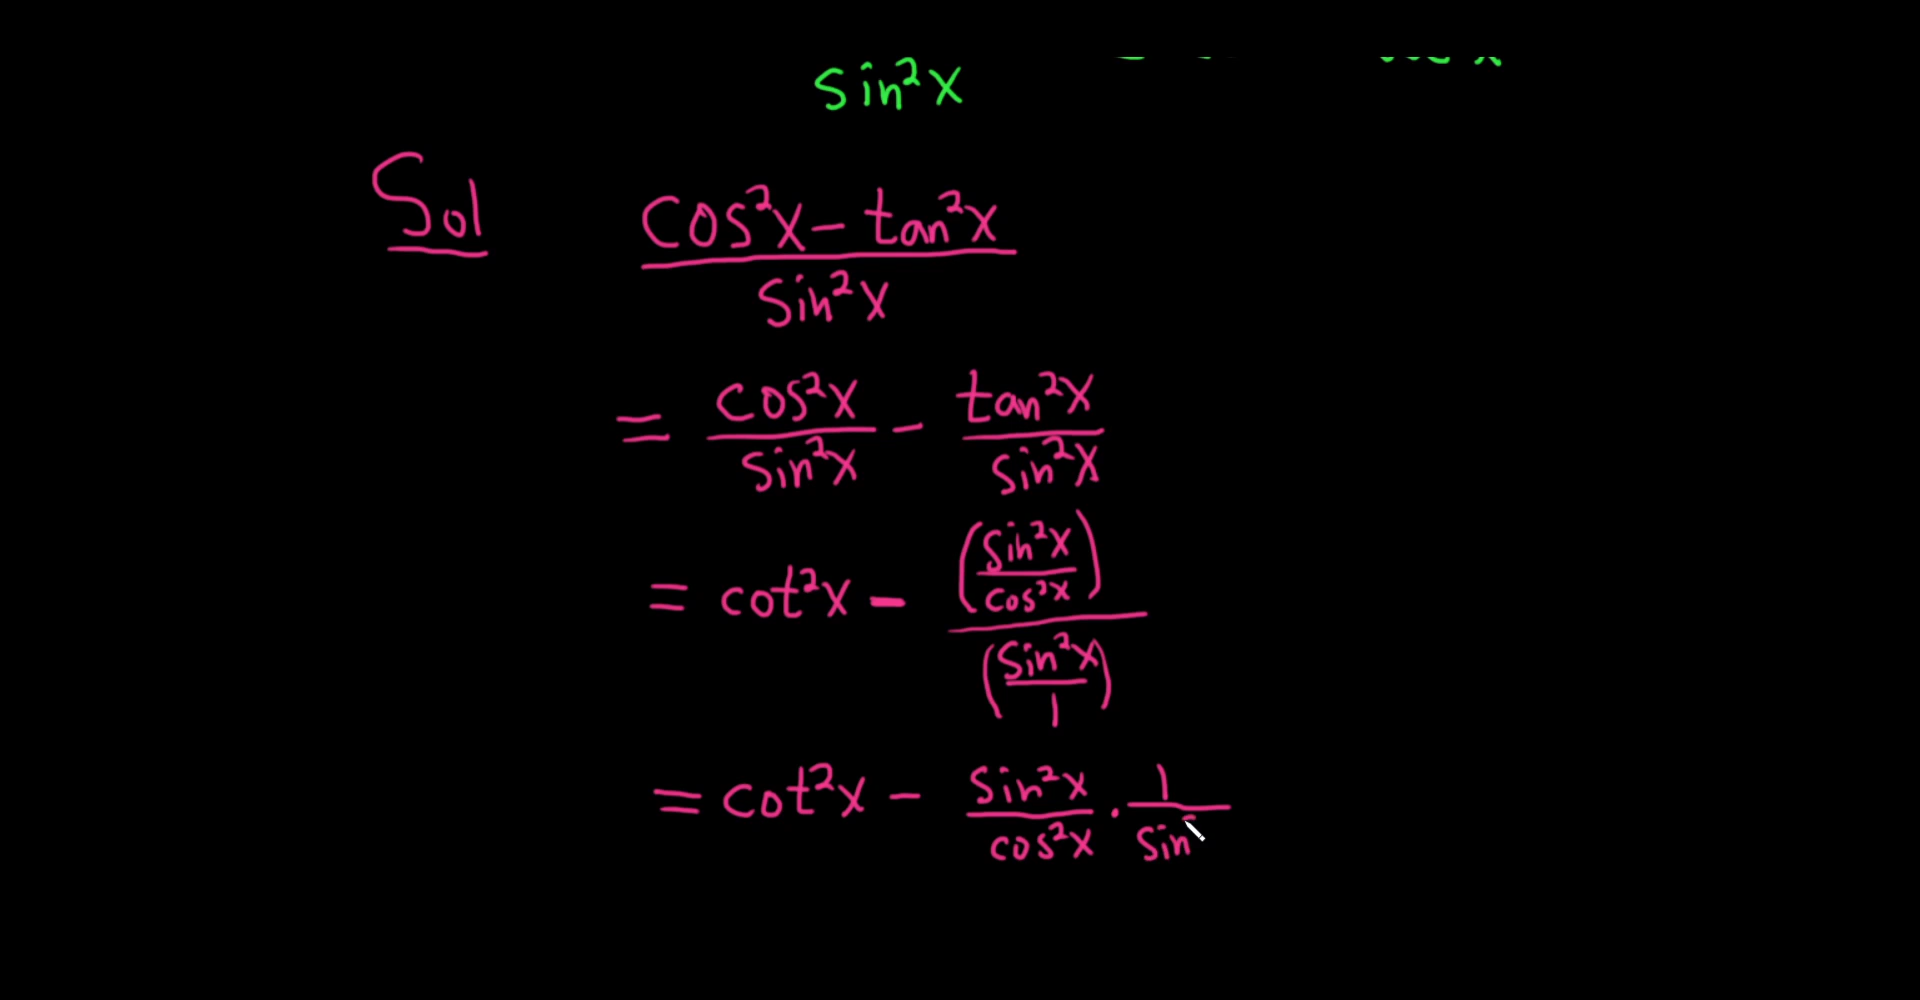 sin²x
Sol
cos²x - tan²x
sin²x
= cos²x/sin²x - tan²x/sin²x
= cot²x - (sin²x/cos²x)/(sin²x/1)
= cot²x - sin²x/cos²x · 1/sin